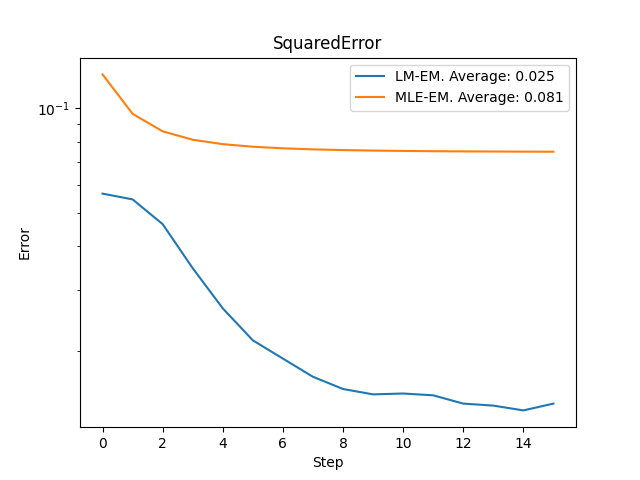 SquaredError
LM-EM. Average: 0.025
MLE-EM. Average: 0.081
10⁻¹
Error
0 2 4 6 8 10 12 14
Step